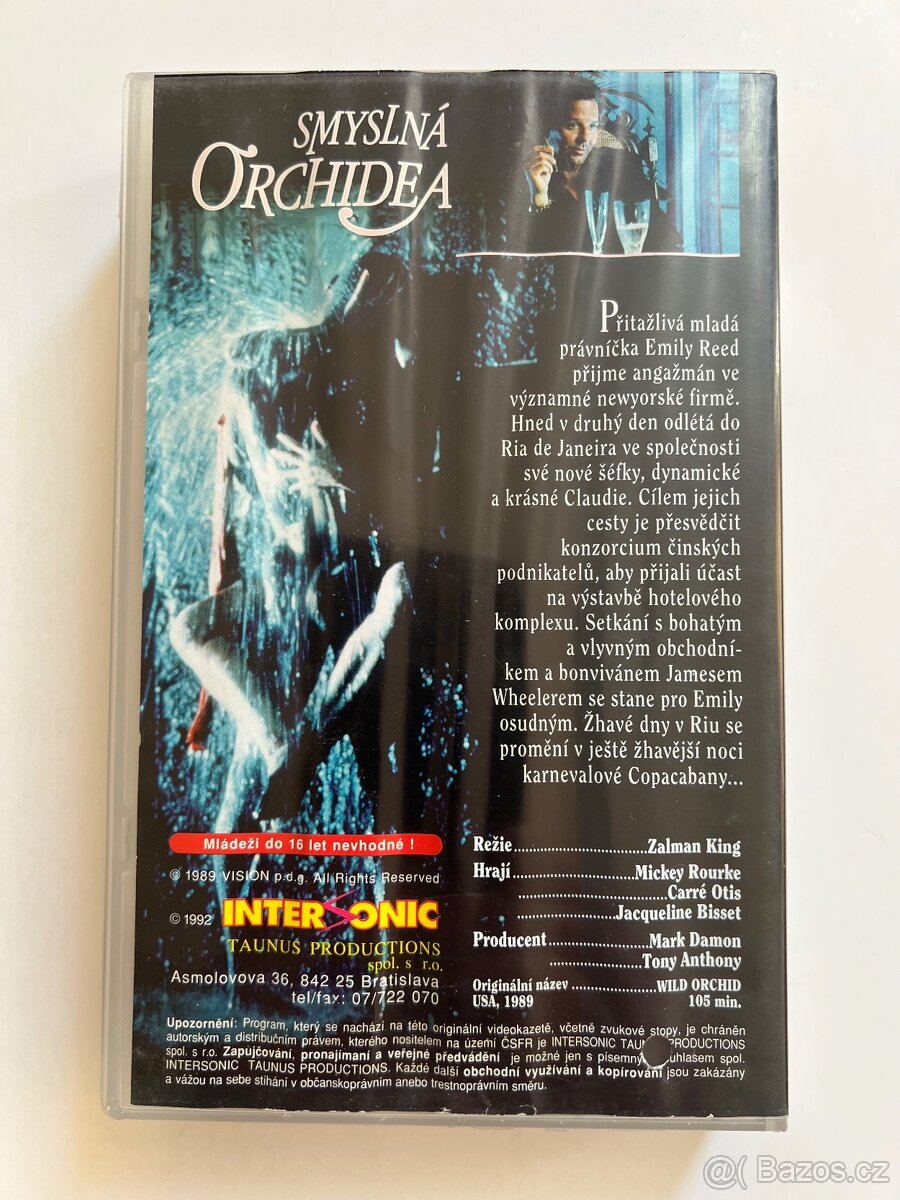 SMYSLNÁ
ORCHIDEA
Přitažlivá mladá
právníčka Emily Reed
přijme angažmán ve
významné newyorské firmě.
Hned v druhý den odlétá do
Ria de Janeira ve společnosti
své nové šéfky, dynamické
a krásné Claudie. Cílem jejich
cesty je přesvědčit
konzorcium činských
podnikatelů, aby přijali účast
na výstavbě hotelového
komplexu. Setkání s bohatým
a vlyvným obchodní-
kem a bonvivánem Jamesem
Wheelerem se stane pro Emily
osudným. Žhavé dny v Riu se
promění v ještě žhavější noci
karnevalové Copacabany...
Mládeži do 16 let nevhodné !
℗ 1989 VISION p.d.g. All Rights Reserved
© 1992 INTERSONIC
TAUNUS PRODUCTIONS
spol. s r.o.
Asmolovova 36, 842 25 Bratislava
tel/fax: 07/722 070
Režie..............................Zalman King
Hrají..............................Mickey Rourke
..............................Carré Otis
..............................Jacqueline Bisset
Producent..............................Mark Damon
..............................Tony Anthony
Originální název..............................WILD ORCHID
USA, 1989 105 min.
Upozornění: Program, který se nachází na této originální videokazetě, včetně zvukové stopy, je chráněn
autorským a distribučním právem, kterého nositelem na území ČSFR je INTERSONIC TAUNUS PRODUCTIONS
spol. s r.o. Zapujčování, pronajímaní a veřejné předvádění je možné jen s písemným souhlasem spol.
INTERSONIC TAUNUS PRODUCTIONS. Každé další obchodní využívaní a kopírování jsou zakázány
a vážou na sebe stíhání v občanskoprávním anebo trestnoprávním směru.
@( Bazos.cz